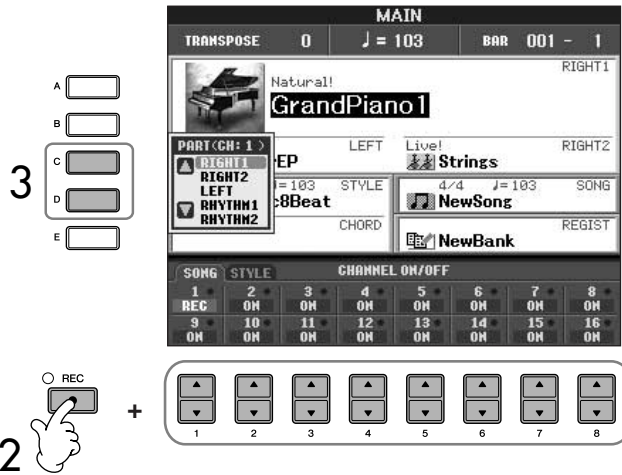 MAIN
TRANSPOSE 0 ♩= 103 BAR 001 - 1
RIGHT1
Natural!
GrandPiano1
PART(CH: 1 )
RIGHT1
RIGHT2
LEFT
RHYTHM1
RHYTHM2
LEFT
rEP
Live!
RIGHT2
Strings
=103 STYLE
c8Beat
4/4 ♩=103 SONG
NewSong
CHORD
REGIST
NewBank
SONG STYLE CHANNEL ON/OFF
1 2 3 4 5 6 7 8
REC ON ON ON ON ON ON ON
9 10 11 12 13 14 15 16
ON ON ON ON ON ON ON ON
A
B
3
C
D
E
REC
2
+
1 2 3 4 5 6 7 8